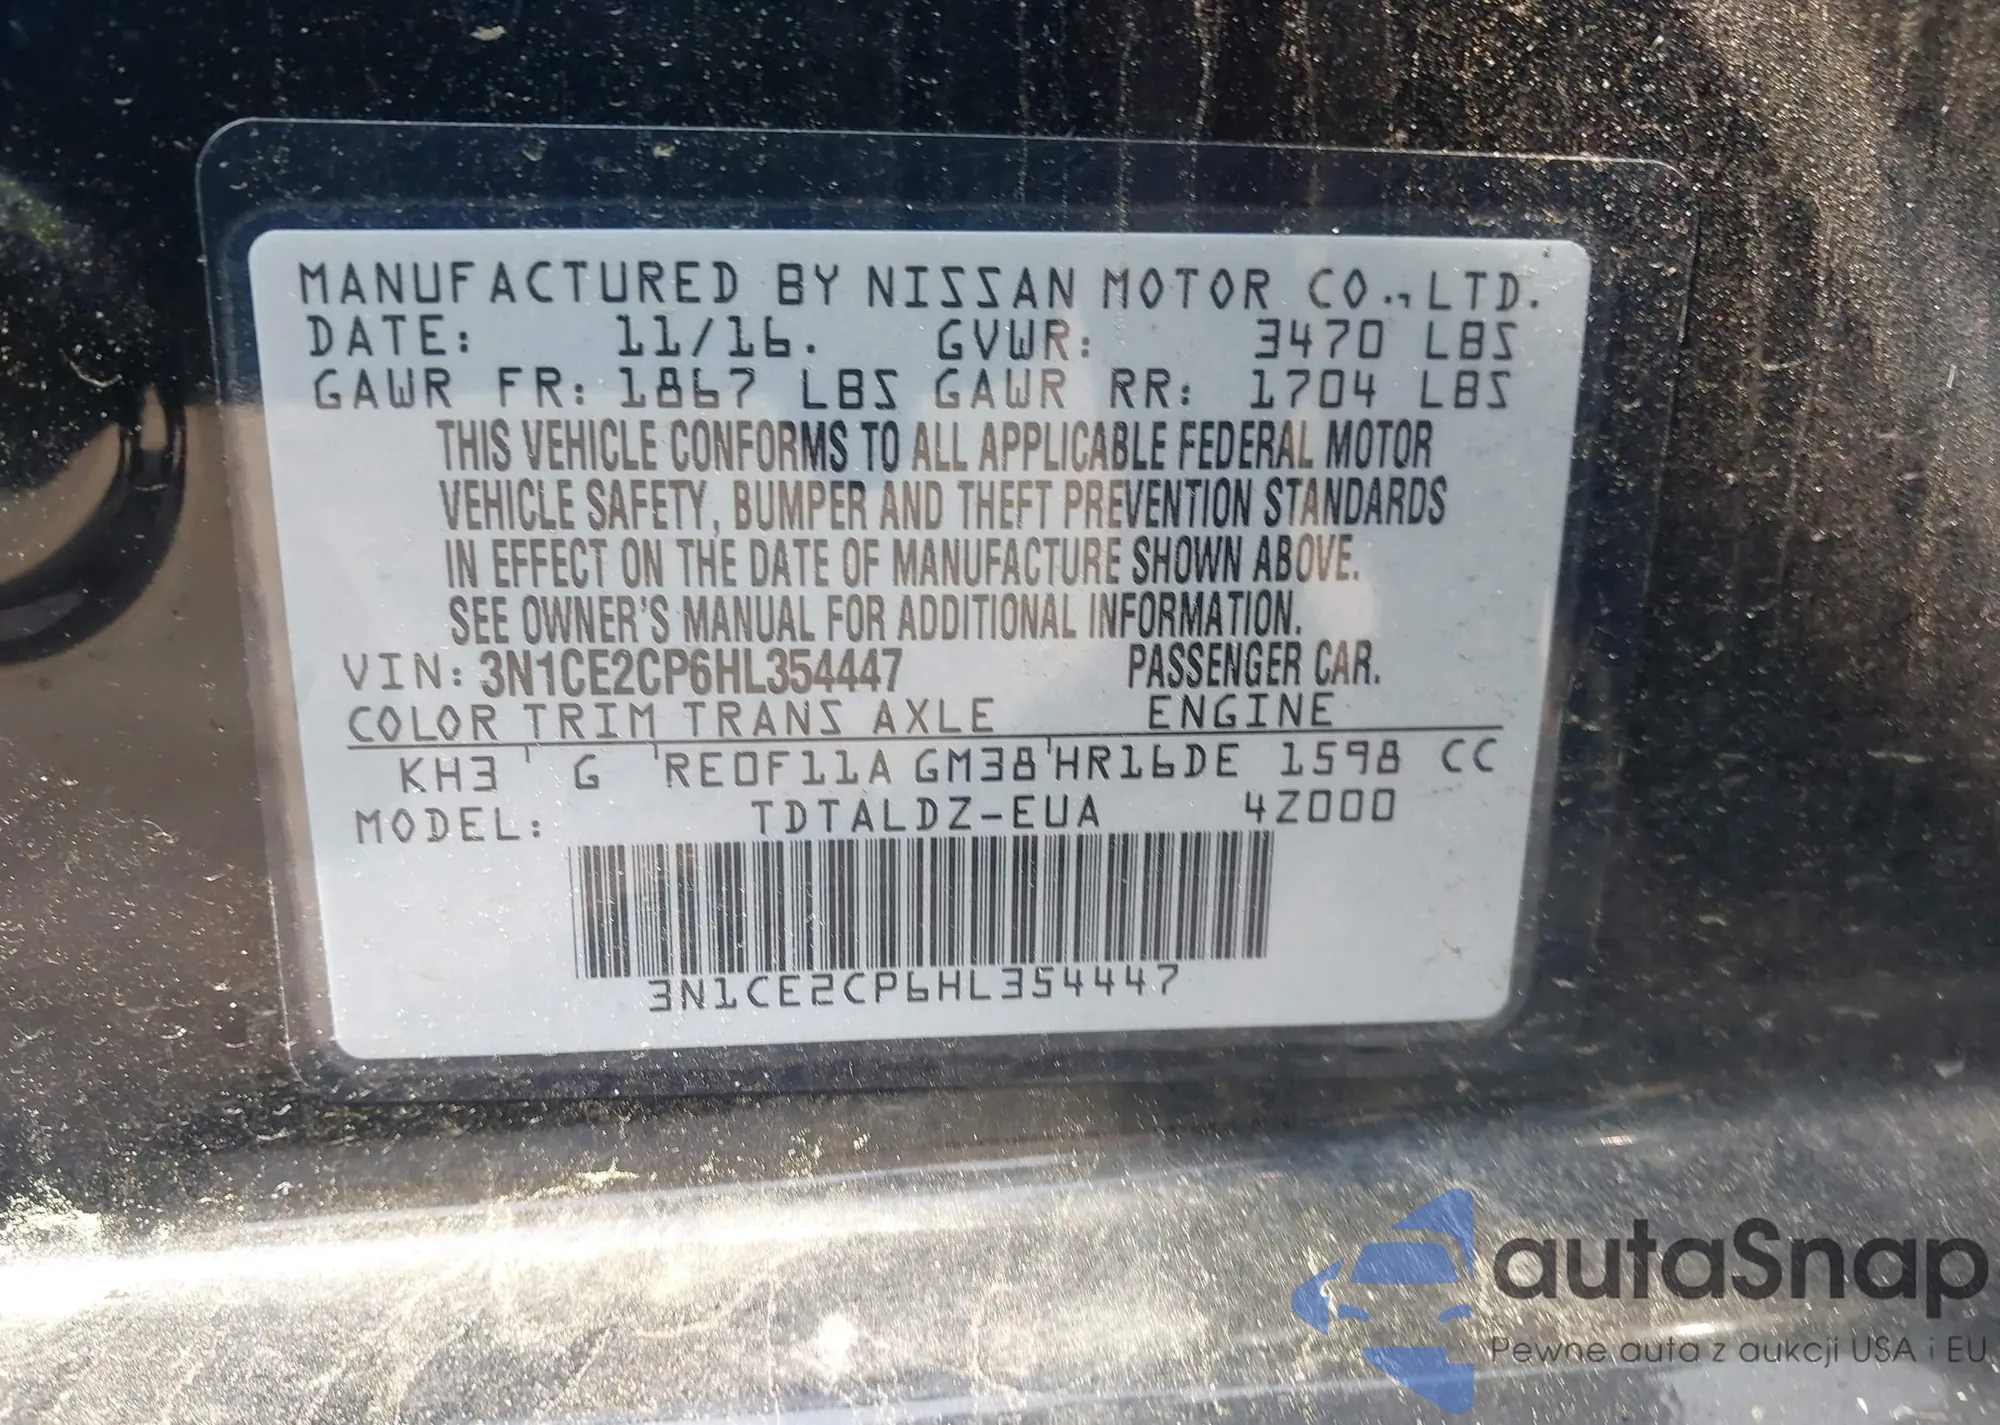 MANUFACTURED BY NISSAN MOTOR CO., LTD.
DATE: 11/16. GVWR: 3470 LBS
GAWR FR: 1867 LBS GAWR RR: 1704 LBS
THIS VEHICLE CONFORMS TO ALL APPLICABLE FEDERAL MOTOR
VEHICLE SAFETY, BUMPER AND THEFT PREVENTION STANDARDS
IN EFFECT ON THE DATE OF MANUFACTURE SHOWN ABOVE.
SEE OWNER'S MANUAL FOR ADDITIONAL INFORMATION.
VIN: 3N1CE2CP6HL354447 PASSENGER CAR.
COLOR TRIM TRANS AXLE ENGINE
KH3 ' G ' RE0F11A GM38 ' HR16DE 1598 CC
MODEL: TDTALDZ-EUA 4Z000
3N1CE2CP6HL354447
autaSnap
Pewne auta z aukcji USA i EU